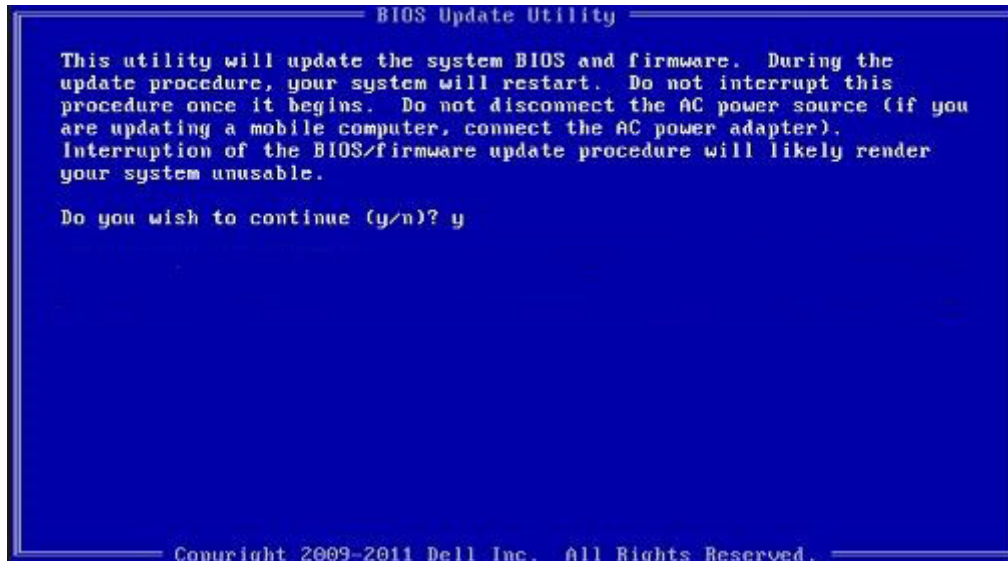 BIOS Update Utility
This utility will update the system BIOS and firmware. During the
update procedure, your system will restart. Do not interrupt this
procedure once it begins. Do not disconnect the AC power source (if you
are updating a mobile computer, connect the AC power adapter).
Interruption of the BIOS/firmware update procedure will likely render
your system unusable.
Do you wish to continue (y/n)? y
Copyright 2009-2011 Dell Inc. All Rights Reserved.